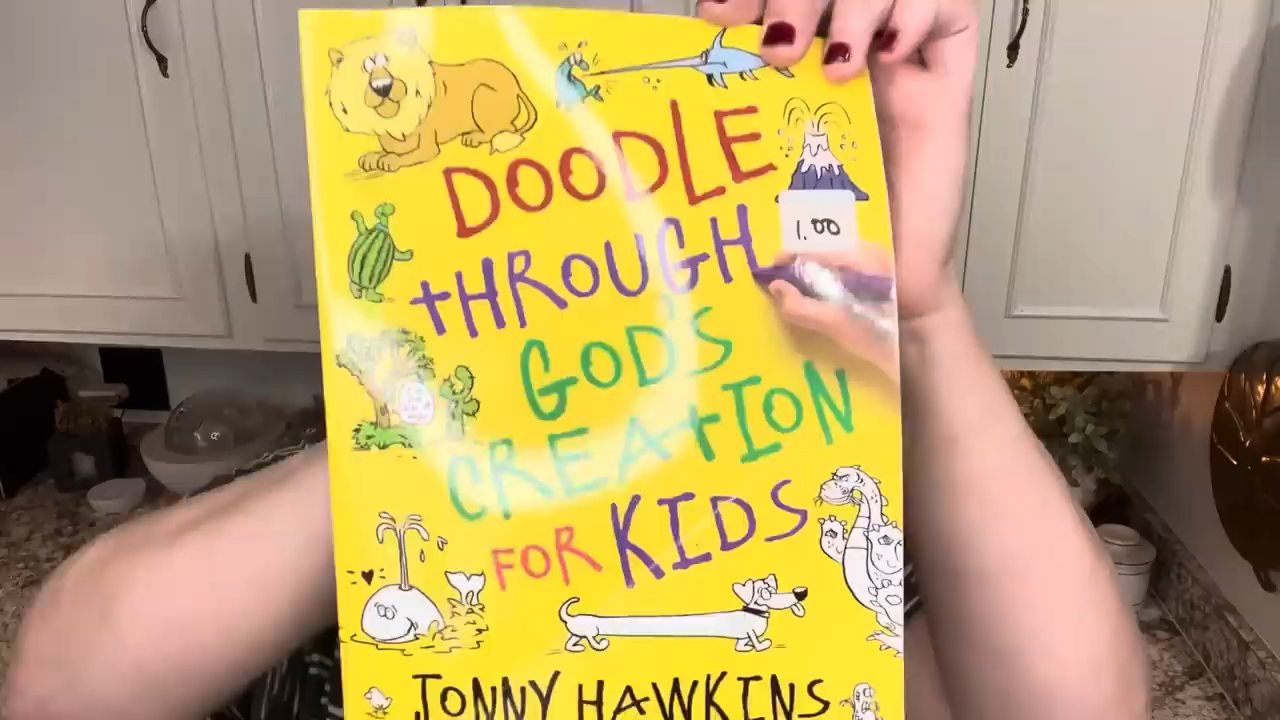 DOODLE
1.00
tHROUGH
GOD'S
CREAtION
FOR KIDS
JONNY HAWKINS